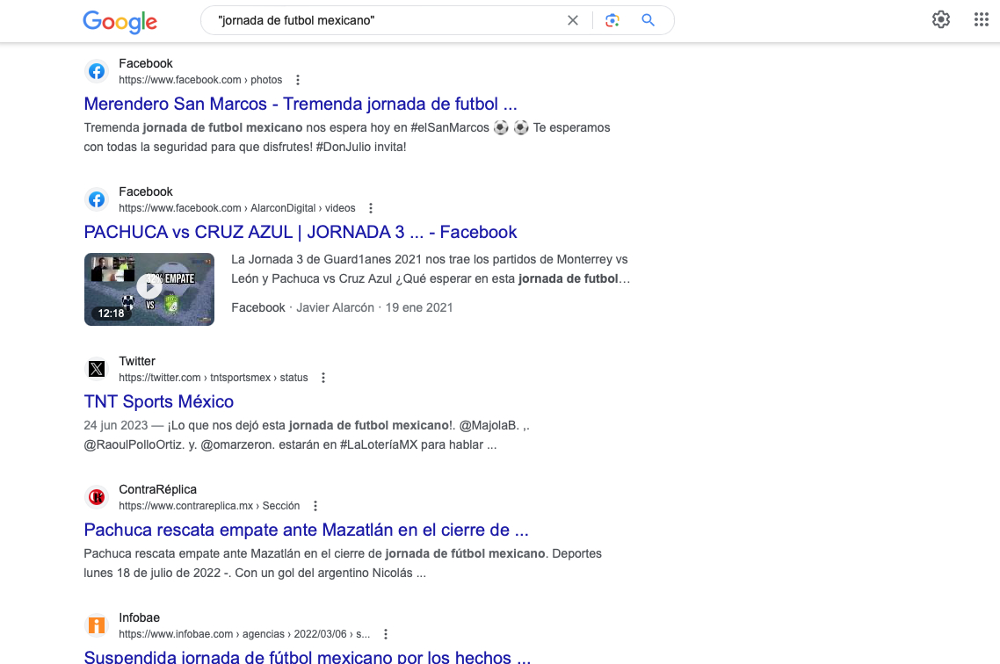 Google
"jornada de futbol mexicano"
Facebook
https://www.facebook.com › photos
Merendero San Marcos - Tremenda jornada de futbol ...
Tremenda jornada de futbol mexicano nos espera hoy en #elSanMarcos ⚽ ⚽ Te esperamos
con todas la seguridad para que disfrutes! #DonJulio invita!
Facebook
https://www.facebook.com › AlarconDigital › videos
PACHUCA vs CRUZ AZUL | JORNADA 3 ... - Facebook
EMPATE
VS
12:18
La Jornada 3 de Guard1anes 2021 nos trae los partidos de Monterrey vs
León y Pachuca vs Cruz Azul ¿Qué esperar en esta jornada de futbol...
Facebook · Javier Alarcón · 19 ene 2021
Twitter
https://twitter.com › tntsportsmex › status
TNT Sports México
24 jun 2023 — ¡Lo que nos dejó esta jornada de futbol mexicano!. @MajolaB. ,.
@RaoulPolloOrtiz. y. @omarzeron. estarán en #LaLoteríaMX para hablar ...
ContraRéplica
https://www.contrareplica.mx › Sección
Pachuca rescata empate ante Mazatlán en el cierre de ...
Pachuca rescata empate ante Mazatlán en el cierre de jornada de fútbol mexicano. Deportes
lunes 18 de julio de 2022 -. Con un gol del argentino Nicolás ...
Infobae
https://www.infobae.com › agencias › 2022/03/06 › s...
Suspendida jornada de fútbol mexicano por los hechos ...